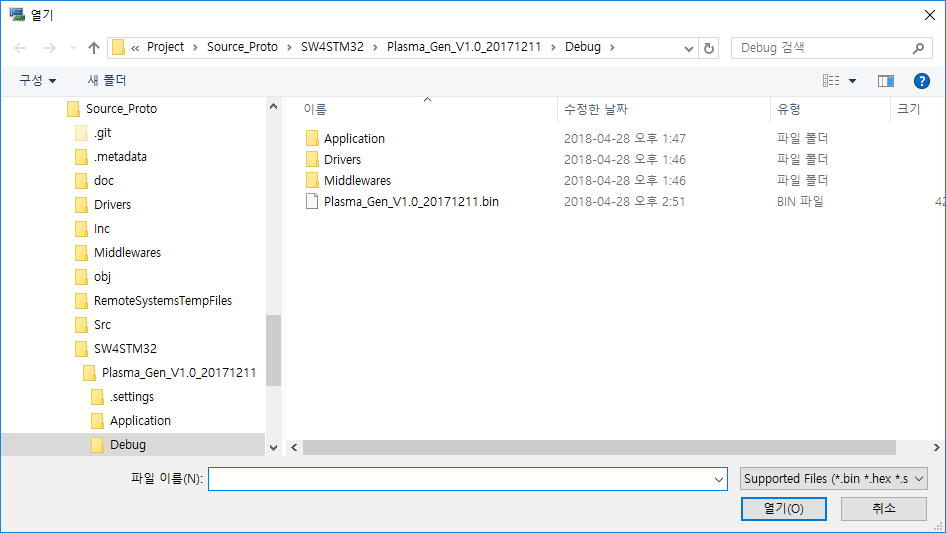 열기
« Project > Source_Proto > SW4STM32 > Plasma_Gen_V1.0_20171211 > Debug >
Debug 검색
구성 새 폴더
Source_Proto
.git
.metadata
doc
Drivers
Inc
Middlewares
obj
RemoteSystemsTempFiles
Src
SW4STM32
Plasma_Gen_V1.0_20171211
.settings
Application
Debug
이름 수정한 날짜 유형 크기
Application 2018-04-28 오후 1:47 파일 폴더
Drivers 2018-04-28 오후 1:46 파일 폴더
Middlewares 2018-04-28 오후 1:46 파일 폴더
Plasma_Gen_V1.0_20171211.bin 2018-04-28 오후 2:51 BIN 파일 42
파일 이름(N): Supported Files (*.bin *.hex *.s
열기(O) 취소